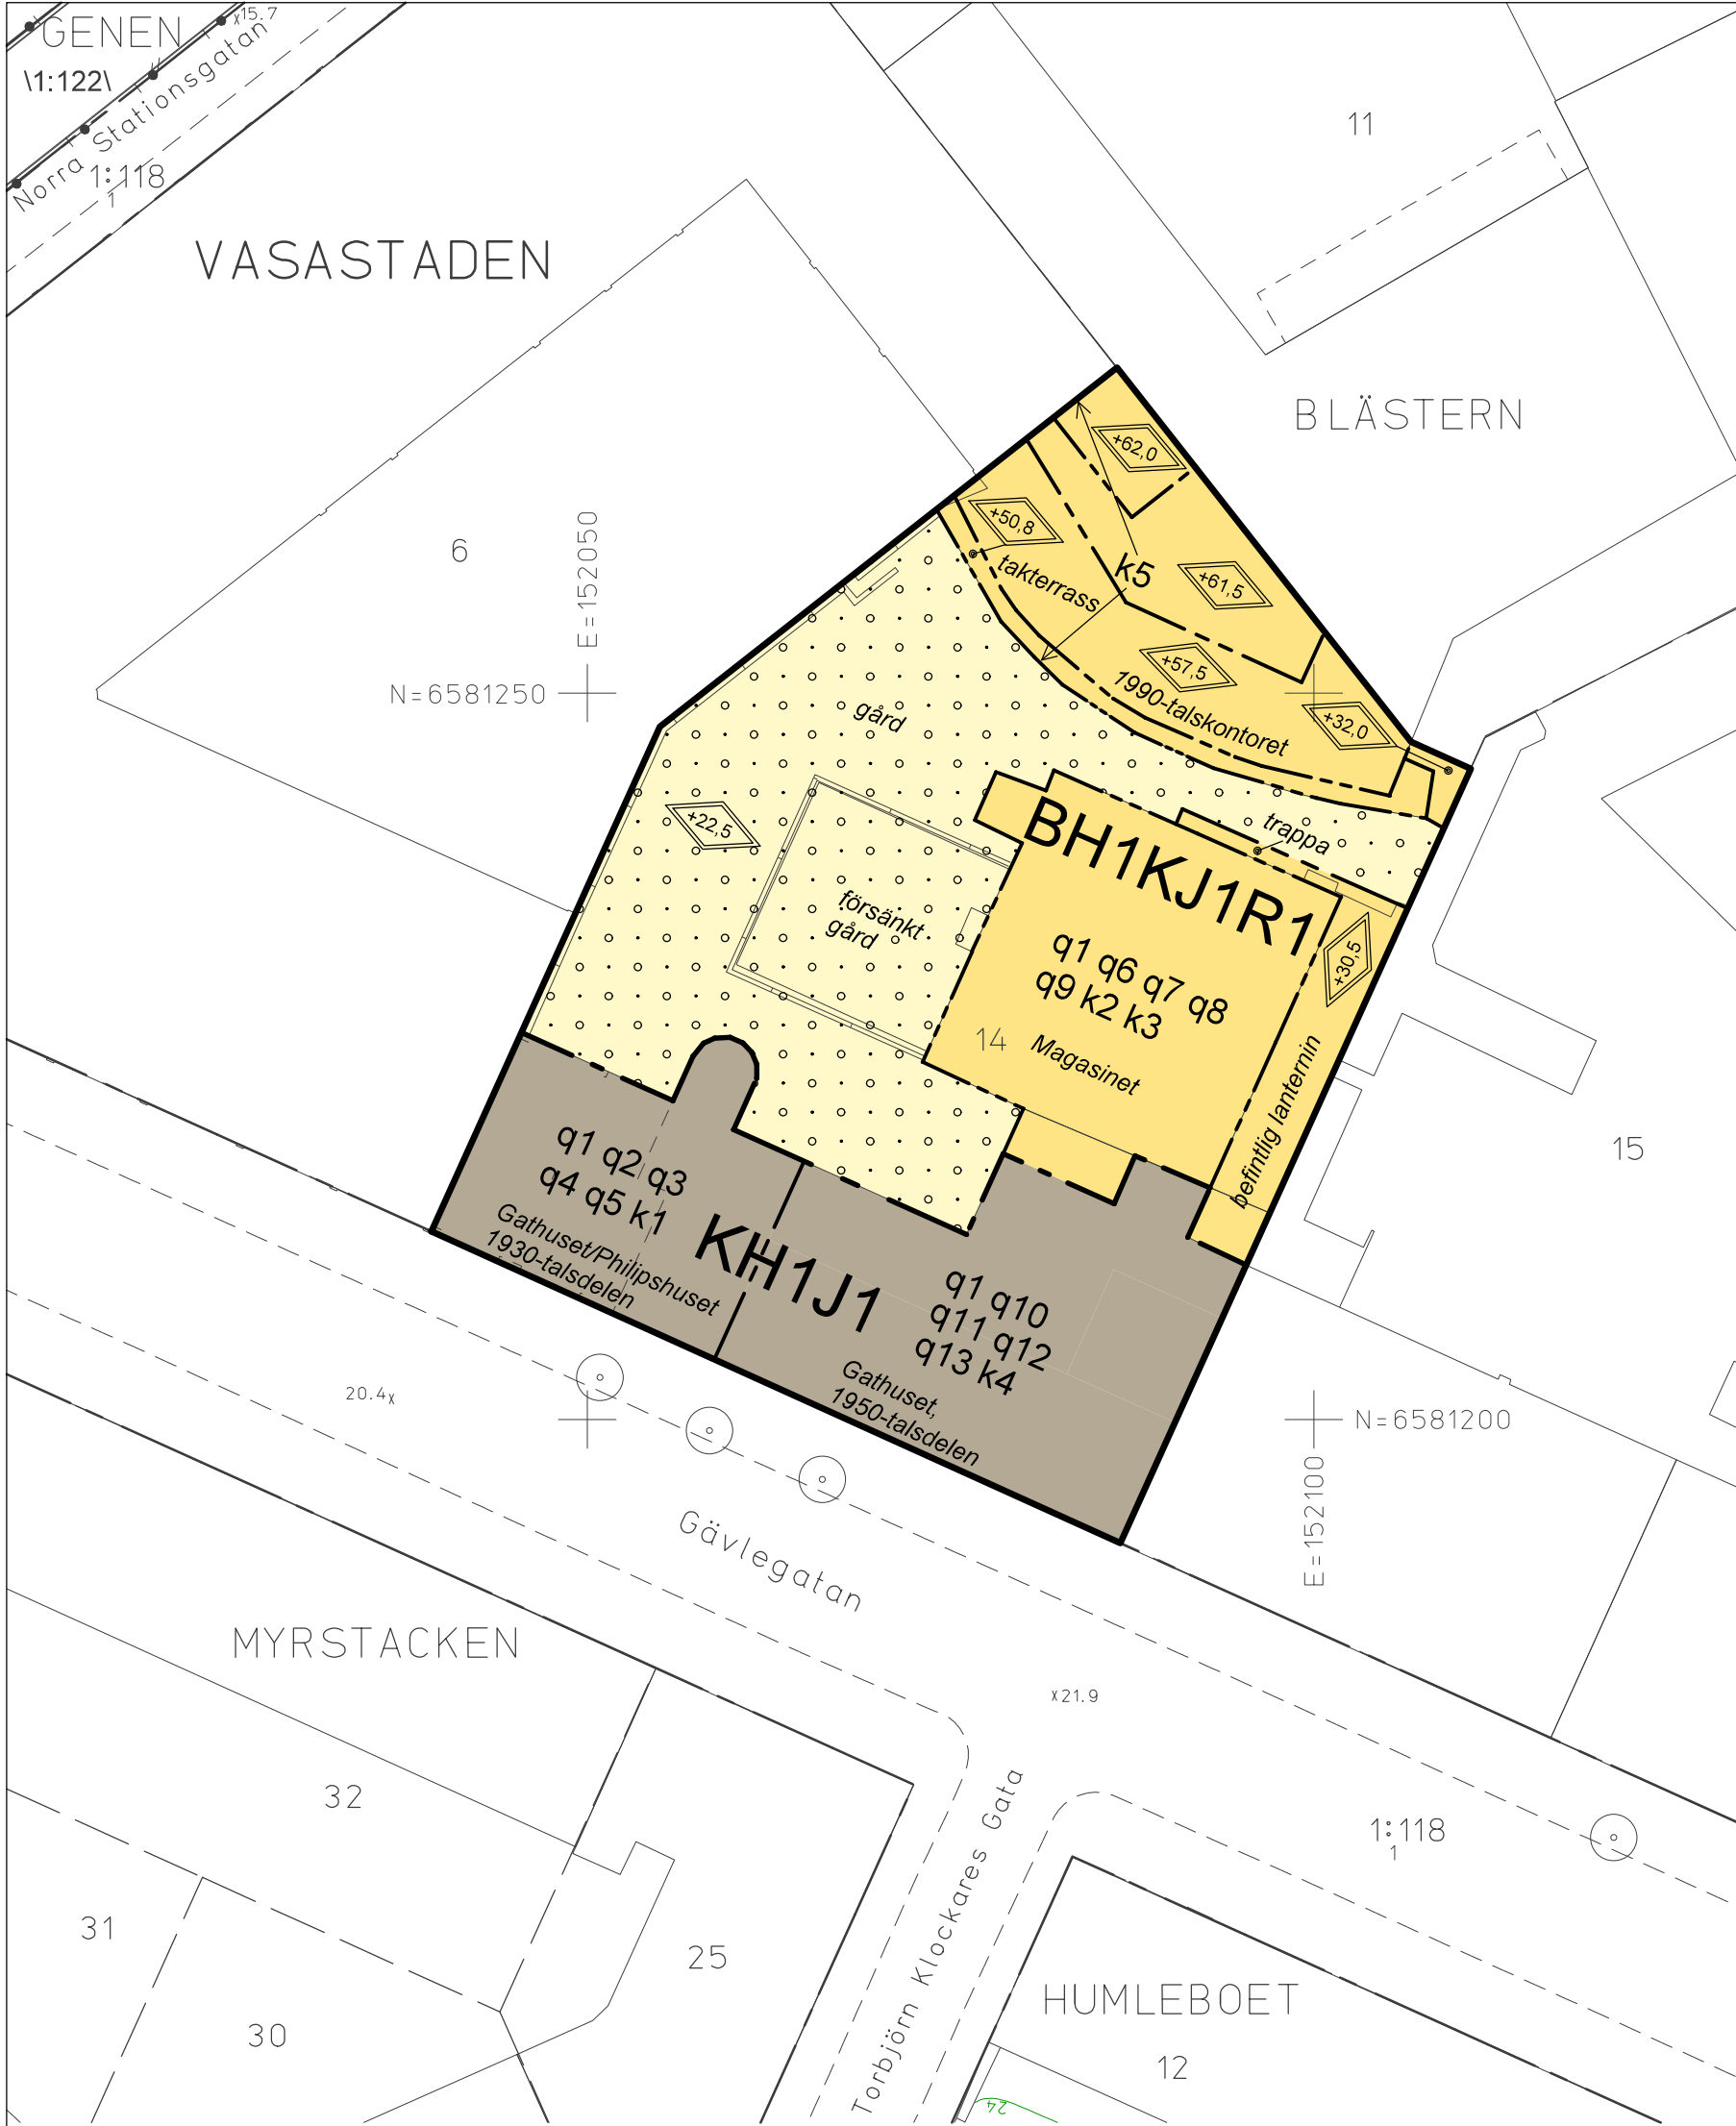 GENEN
x15.7
\1:122\
Norra Stationsgatan
1:118
1
VASASTADEN
11
BLÄSTERN
+62,0
+50,8
6
E=152050
takterrass
k5
+61,5
N=6581250
+57,5
gård
1990-talskontoret
+32,0
+22,5
trappa
BH1KJ1R1
försänkt
gård
q1 q6 q7 q8
q9 k2 k3
+30,5
14
Magasinet
befintlig lanternin
15
q1 q2 q3
q4 q5 k1
Gathuset/Philipshuset
1930-talsdelen
KH1J1
q1 q10
q11 q12
q13 k4
Gathuset,
1950-talsdelen
20.4x
N=6581200
E=152100
Gävlegatan
MYRSTACKEN
x21.9
32
Torbjörn Klockares Gata
1:118
1
31
25
30
HUMLEBOET
12
24